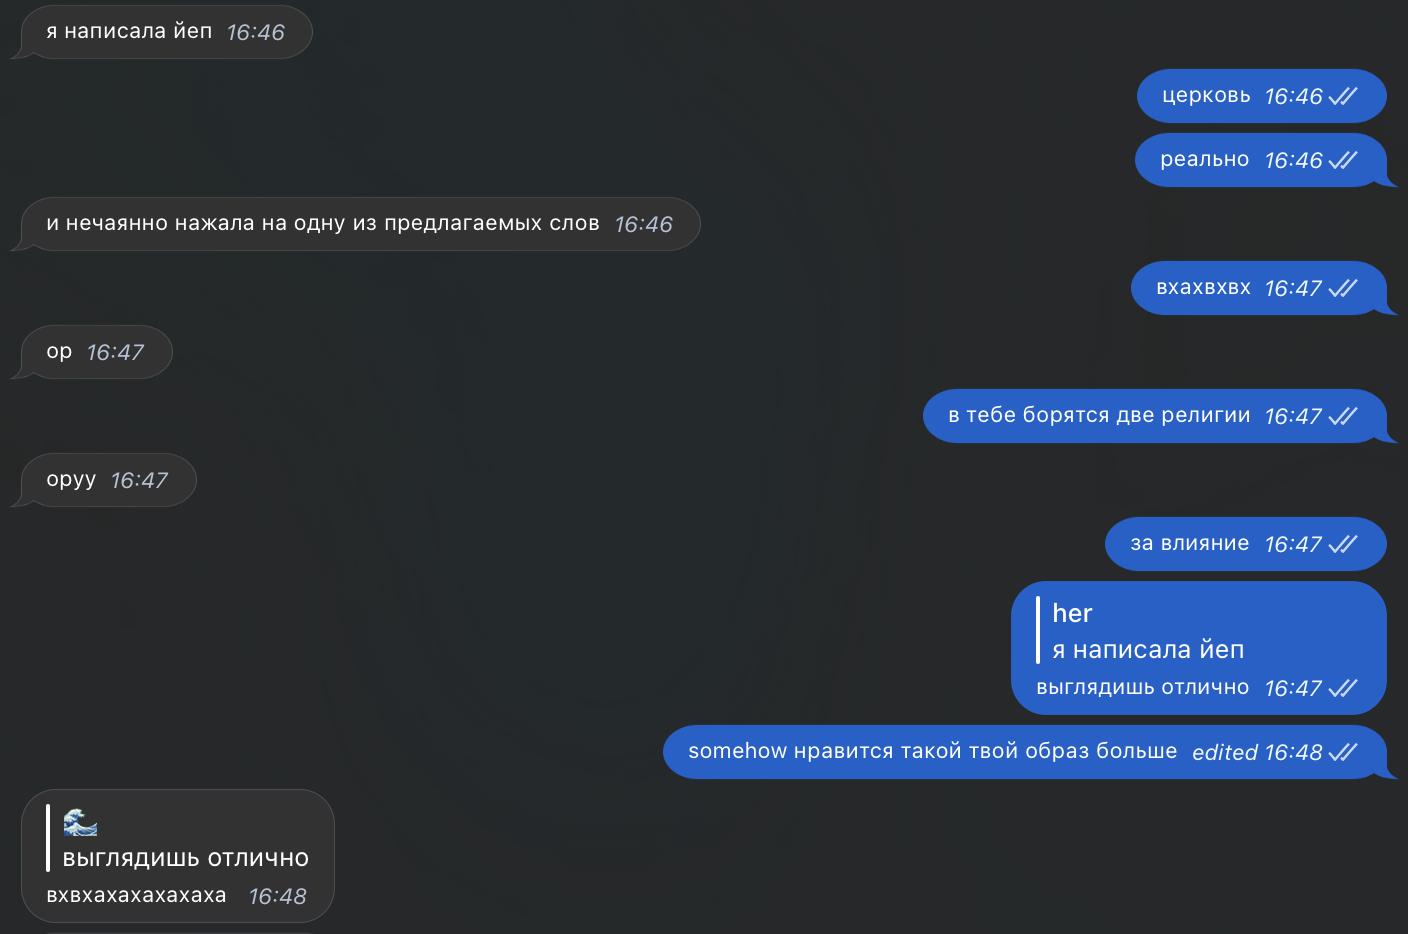 я написала йеп 16:46
церковь 16:46
реально 16:46
и нечаянно нажала на одну из предлагаемых слов 16:46
вхахвхвх 16:47
ор 16:47
в тебе борятся две религии 16:47
оруу 16:47
за влияние 16:47
her
я написала йеп
выглядишь отлично 16:47
somehow нравится такой твой образ больше edited 16:48
🌊
выглядишь отлично
вхвхахахахахаха 16:48